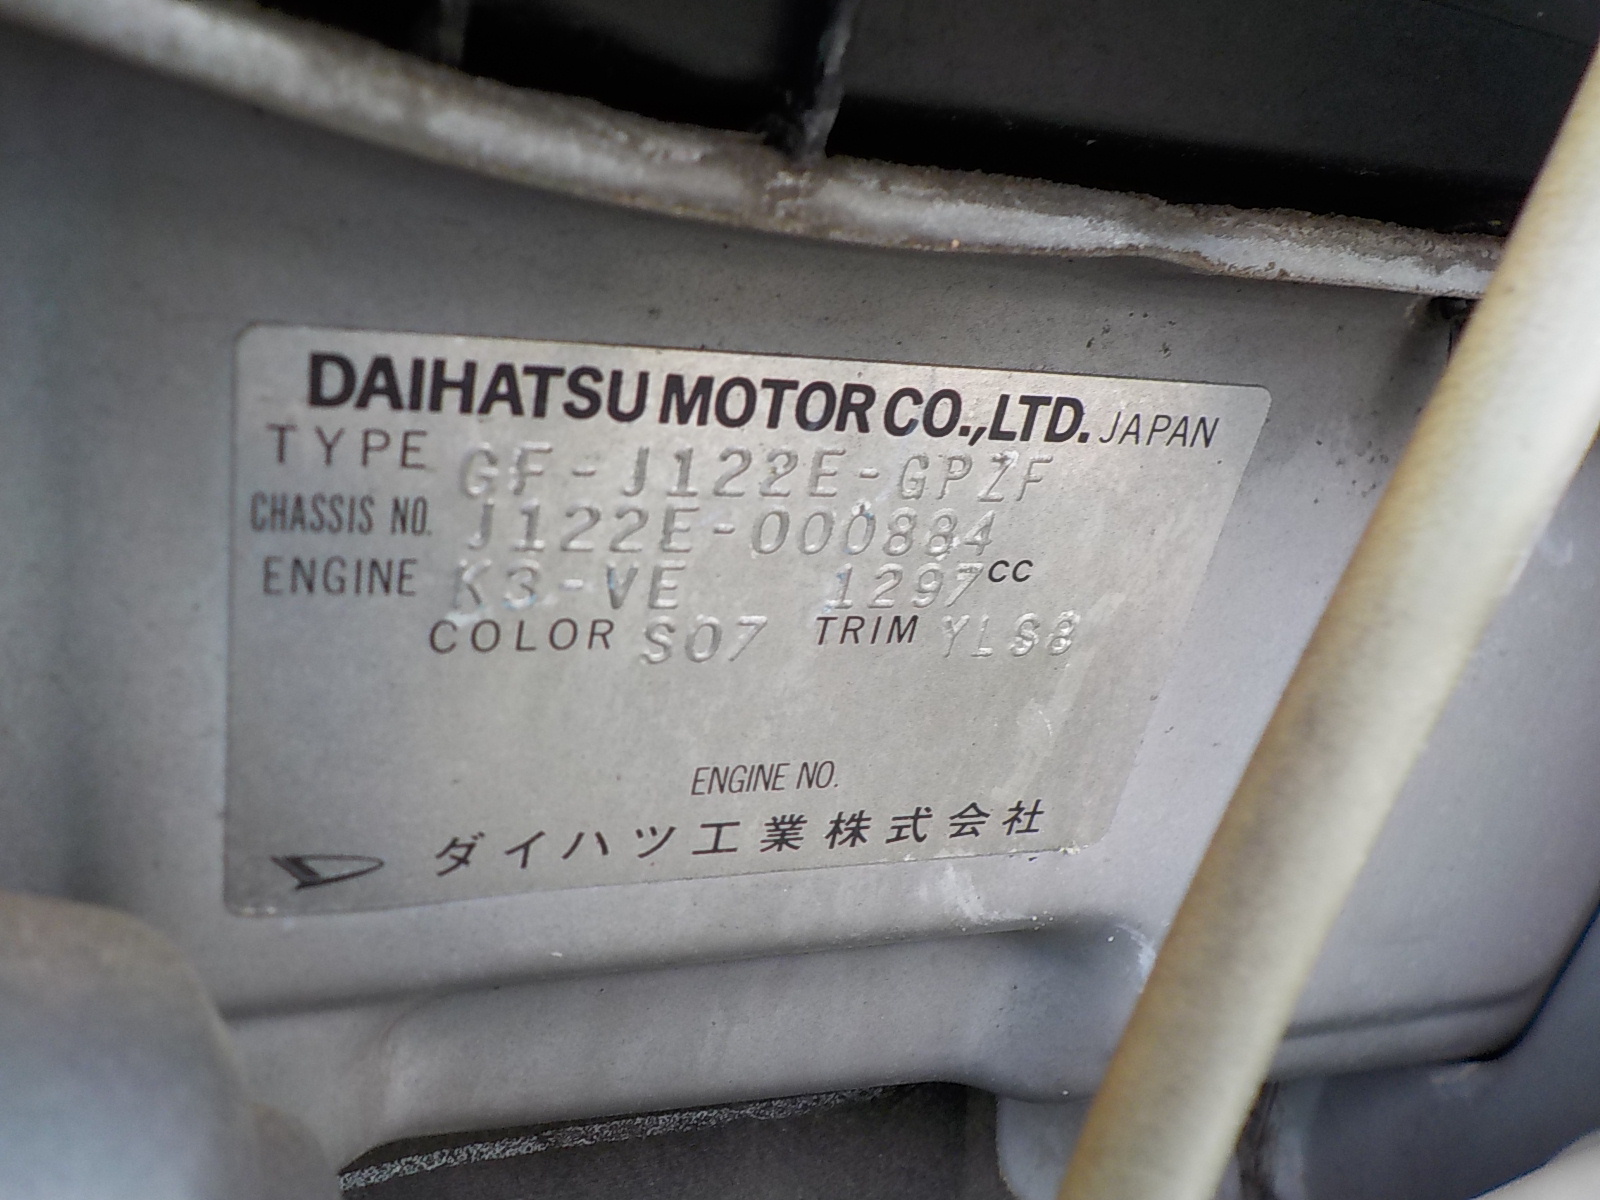 DAIHATSU MOTOR CO.,LTD. JAPAN
TYPE GF-J122E-GPZF
CHASSIS NO. J122E-000884
ENGINE K3-VE 1297CC
COLOR S07 TRIM YLS8
ENGINE NO.
ダイハツ工業株式会社